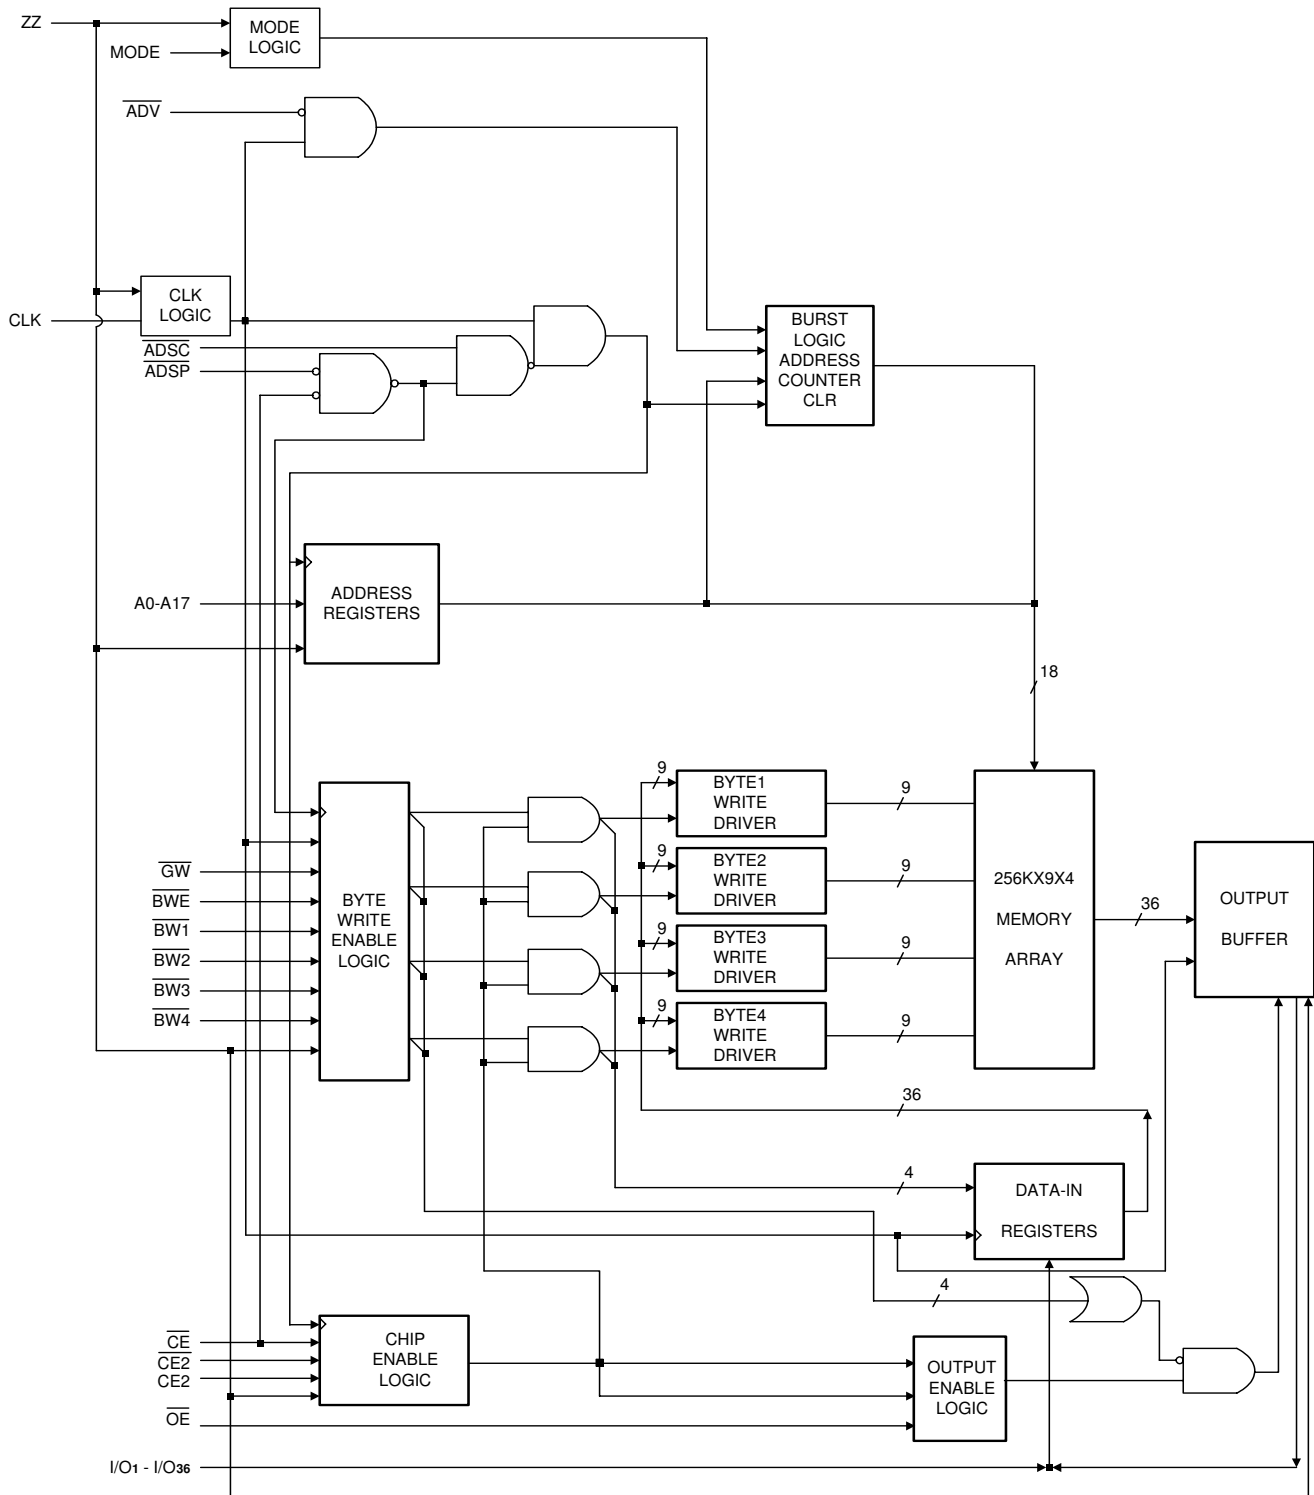 ZZ
MODE
LOGIC
MODE
ADV
CLK
LOGIC
CLK
ADSC
ADSP
BURST
LOGIC
ADDRESS
COUNTER
CLR
A0-A17
ADDRESS
REGISTERS
18
9
BYTE1
WRITE
DRIVER
9
9
BYTE2
WRITE
DRIVER
9
9
BYTE3
WRITE
DRIVER
9
9
BYTE4
WRITE
DRIVER
9
GW
BWE
BW1
BW2
BW3
BW4
BYTE
WRITE
ENABLE
LOGIC
256KX9X4
MEMORY
ARRAY
36
OUTPUT
BUFFER
36
4
DATA-IN
REGISTERS
4
CE
CE2
CE2
CHIP
ENABLE
LOGIC
OUTPUT
ENABLE
LOGIC
OE
I/O1 - I/O36